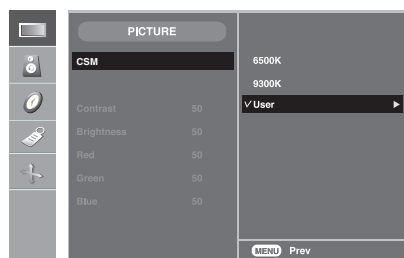 PICTURE
CSM
Contrast 50
Brightness 50
Red 50
Green 50
Blue 50
6500K
9300K
√ User ►
MENU Prev